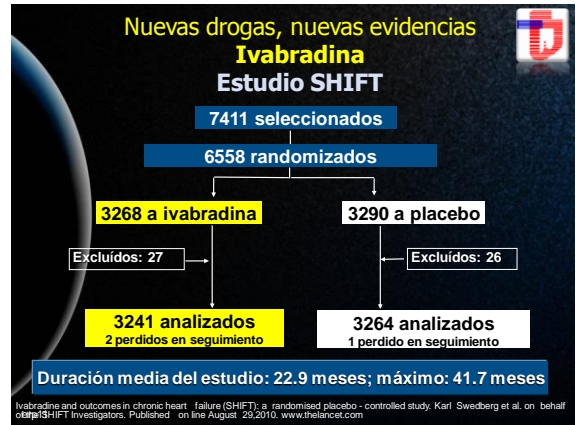 Nuevas drogas, nuevas evidencias
Ivabradina
Estudio SHIFT
7411 seleccionados
6558 randomizados
3268 a ivabradina
3290 a placebo
Excluídos: 27
Excluídos: 26
3241 analizados
2 perdidos en seguimiento
3264 analizados
1 perdido en seguimiento
Duración media del estudio: 22.9 meses; máximo: 41.7 meses
Ivabradine and outcomes in chronic heart failure (SHIFT): a randomised placebo - controlled study. Karl Swedberg et al. on behalf
SHIFT Investigators. Published on line August 29,2010. www.thelancet.com